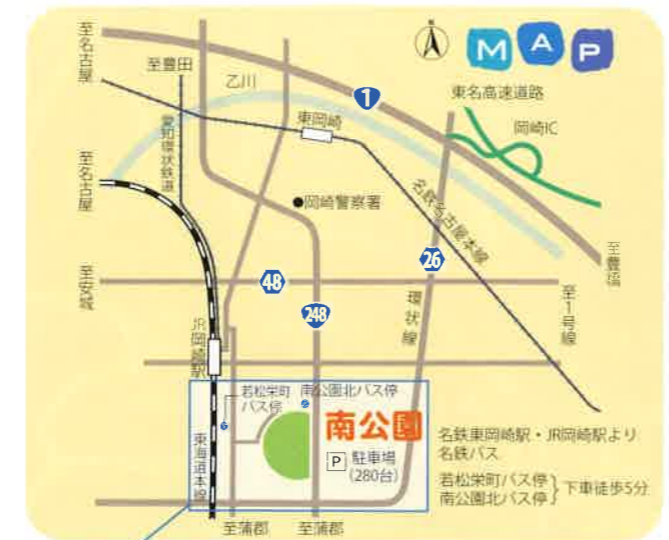 N
MAP
至名古屋
至豊田
乙川
1
東名高速道路
岡崎IC
東岡崎
愛知環状鉄道
至名古屋
岡崎警察署
名鉄名古屋本線
26
至豊橋
至安城
48
248
環状線
至1号線
JR岡崎駅
若松栄町
バス停
南公園北バス停
南公園
P 駐車場
(280台)
東海道本線
名鉄東岡崎駅・JR岡崎駅より
名鉄バス
若松栄町バス停
南公園北バス停
}下車徒歩5分
至蒲郡
至蒲郡